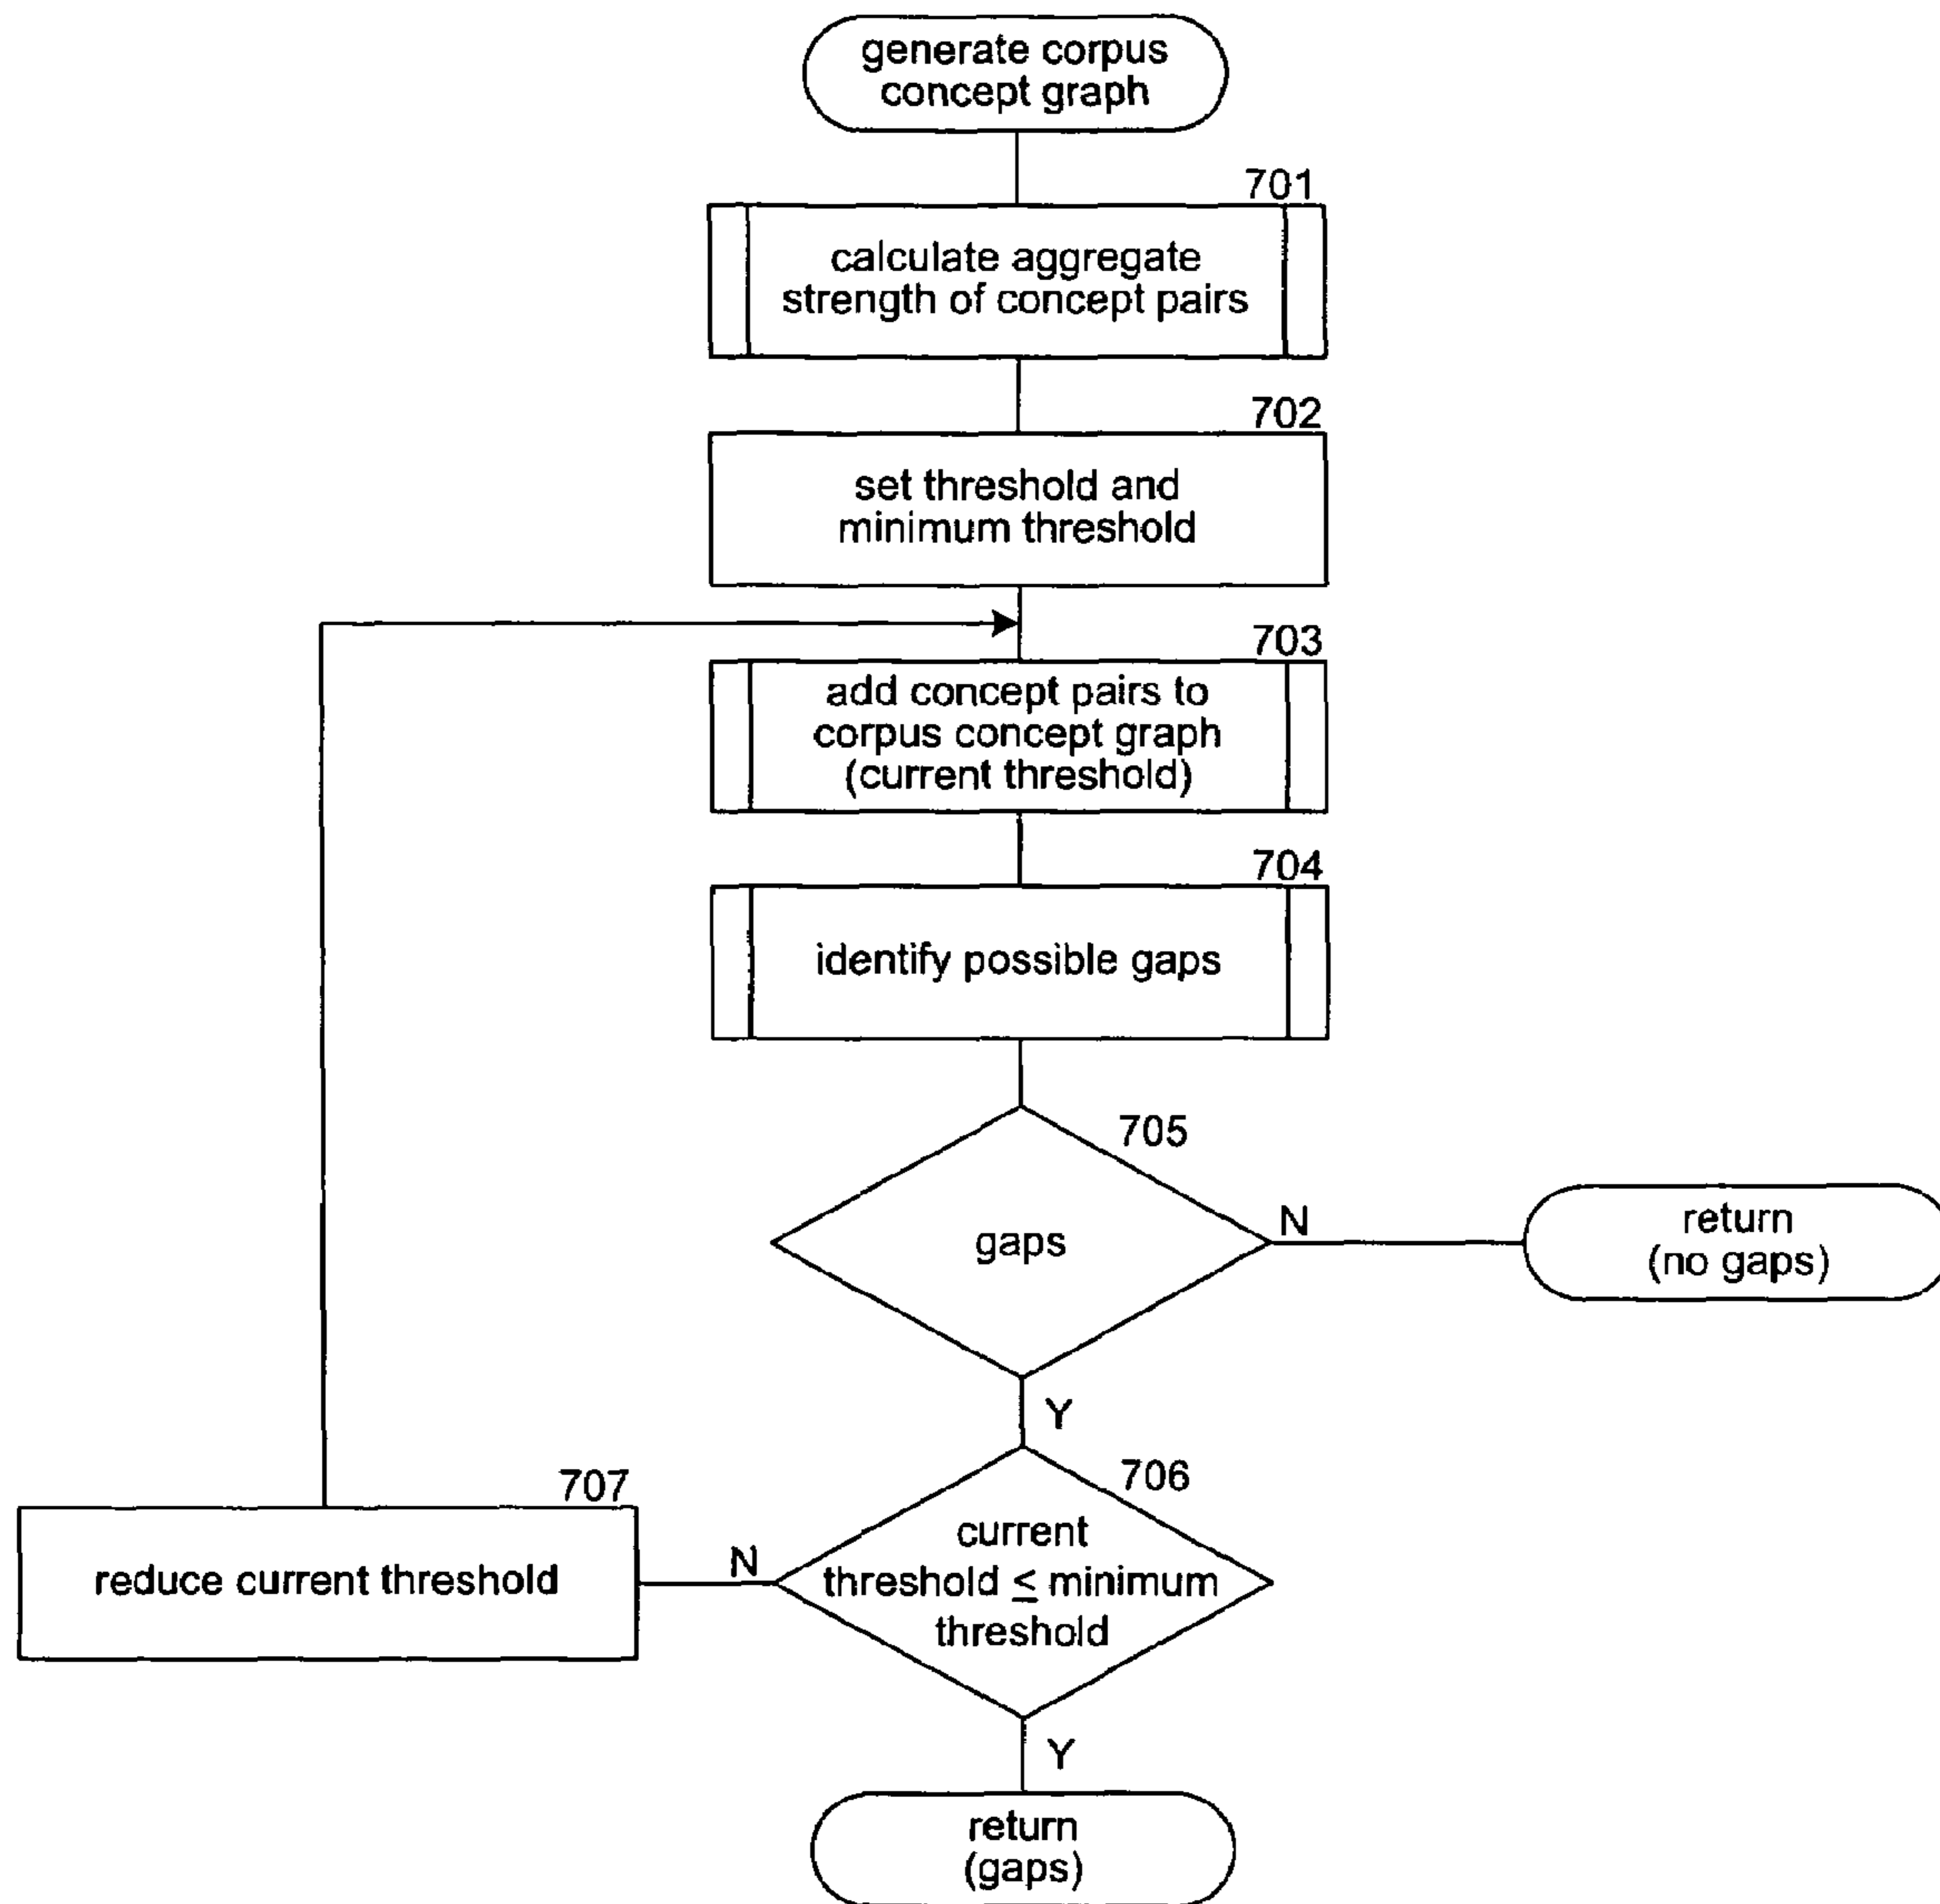 generate corpus
concept graph
701
calculate aggregate
strength of concept pairs
702
set threshold and
minimum threshold
703
add concept pairs to
corpus concept graph
(current threshold)
704
identify possible gaps
705
gaps
N
return
(no gaps)
Y
706
current
threshold ≤ minimum
threshold
N
707
reduce current threshold
Y
return
(gaps)